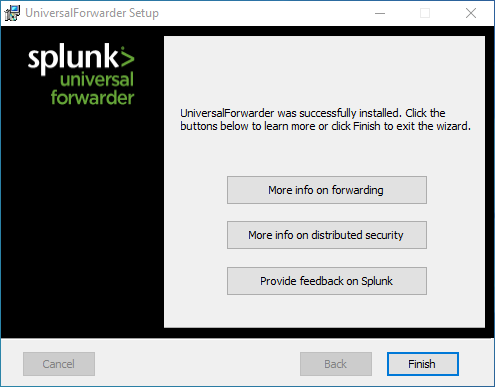 UniversalForwarder Setup
splunk>
universal
forwarder
UniversalForwarder was successfully installed. Click the
buttons below to learn more or click Finish to exit the wizard.
More info on forwarding
More info on distributed security
Provide feedback on Splunk
Cancel
Back
Finish